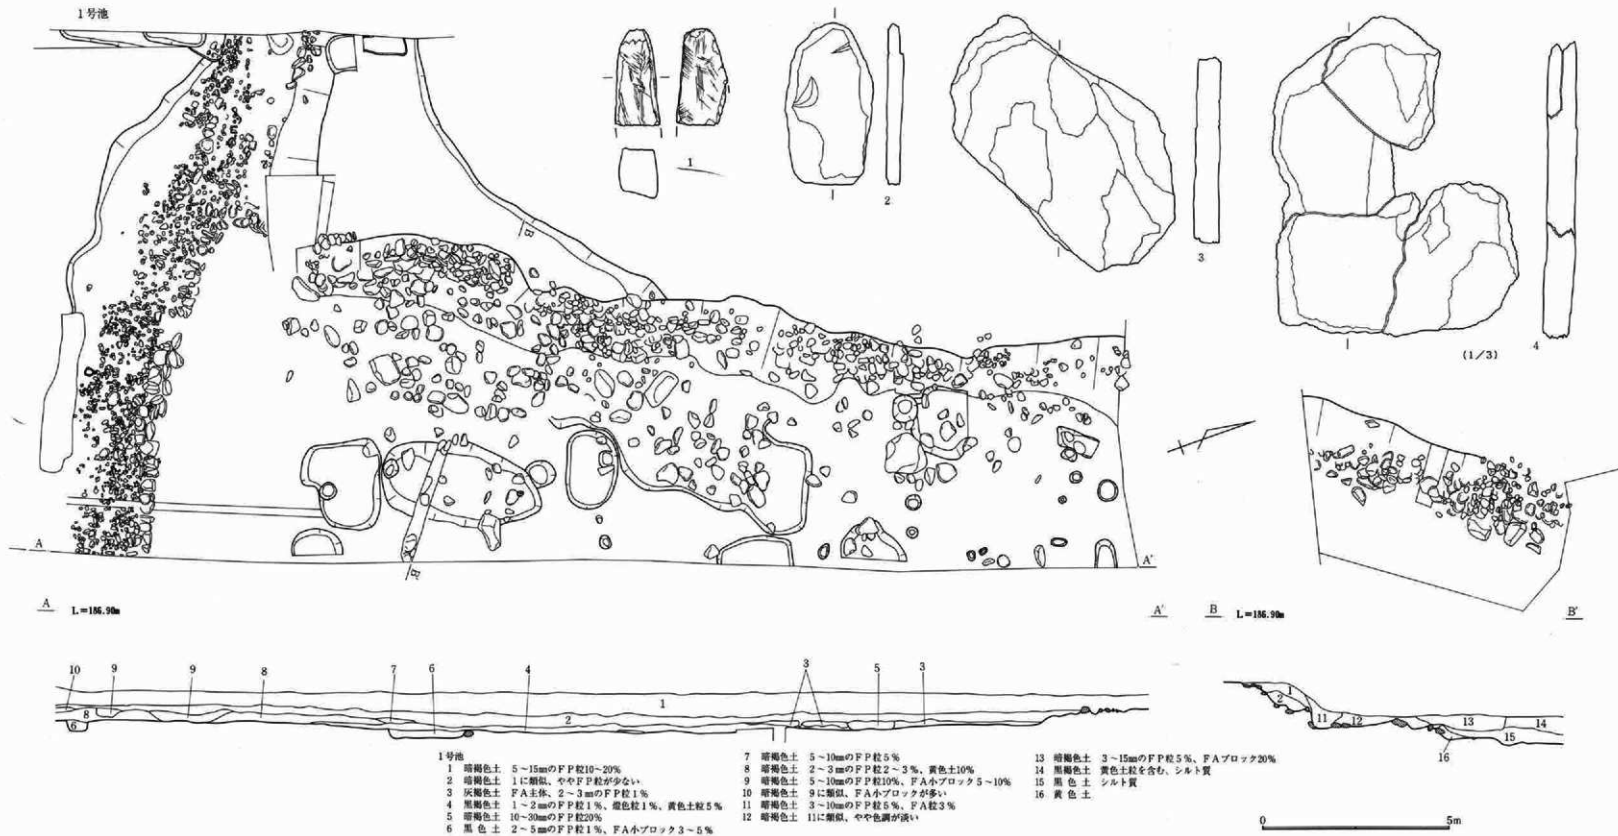 1号池
1
2
3
4
(1/3)
B
A
B'
A'
A L=186.90m
A'
B L=186.90m
B'
10 9 9 8 7 6 4 3 5 3
1
2
8
6
1
2
11
12
13
14
15
16
1号池
1 暗褐色土 5~15mmのFP粒10~20%
2 暗褐色土 1に類似、ややFP粒が少ない
3 灰褐色土 FA主体、2~3mmのFP粒1%
4 黒褐色土 1~2mmのFP粒1%、橙色粒1%、黄色土粒5%
5 暗褐色土 10~30mmのFP粒20%
6 黒色土 2~5mmのFP粒1%、FA小ブロック3~5%
7 暗褐色土 5~10mmのFP粒5%
8 暗褐色土 2~3mmのFP粒2~3%、黄色土10%
9 暗褐色土 5~10mmのFP粒10%、FA小ブロック5~10%
10 暗褐色土 9に類似、FA小ブロックが多い
11 暗褐色土 3~10mmのFP粒5%、FA粒3%
12 暗褐色土 11に類似、やや色調が淡い
13 暗褐色土 3~15mmのFP粒5%、FAブロック20%
14 黒褐色土 黄色土粒を含む、シルト質
15 黒色土 シルト質
16 黄色土
0 5m